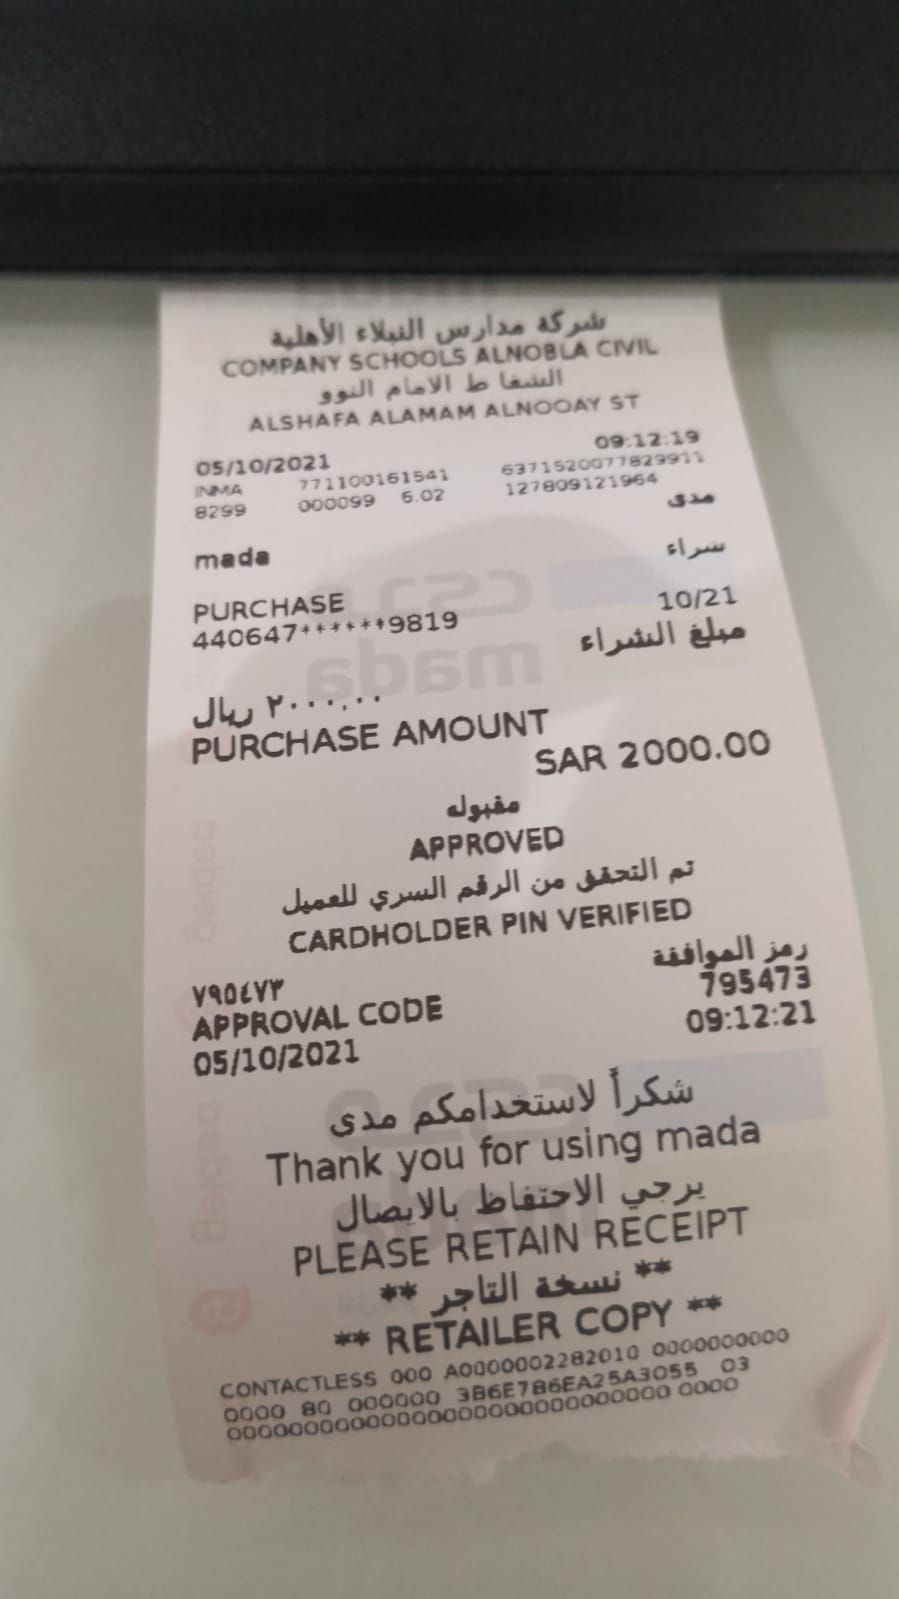 شركة مدارس النبلاء الأهلية
COMPANY SCHOOLS ALNOBLA CIVIL
الشفا ط الامام النوو
ALSHAFA ALAMAM ALNOOAY ST
05/10/2021 09:12:19
INMA 771100161541 6371520077829911
8299 000099 6.02 127809121964
mada مدى
PURCHASE شراء
440647******9819 10/21
مبلغ الشراء
٢٠٠٠,٠٠ ريال
PURCHASE AMOUNT
SAR 2000.00
مقبوله
APPROVED
تم التحقق من الرقم السري للعميل
CARDHOLDER PIN VERIFIED
رمز الموافقة
٧٩٥٤٧٣ 795473
APPROVAL CODE
05/10/2021 09:12:21
شكراً لاستخدامكم مدى
Thank you for using mada
يرجي الاحتفاظ بالايصال
PLEASE RETAIN RECEIPT
** نسخة التاجر **
** RETAILER COPY **
CONTACTLESS 000 A0000002282010 0000000000
0000 80 000000 3B6E786EA25A3055 03